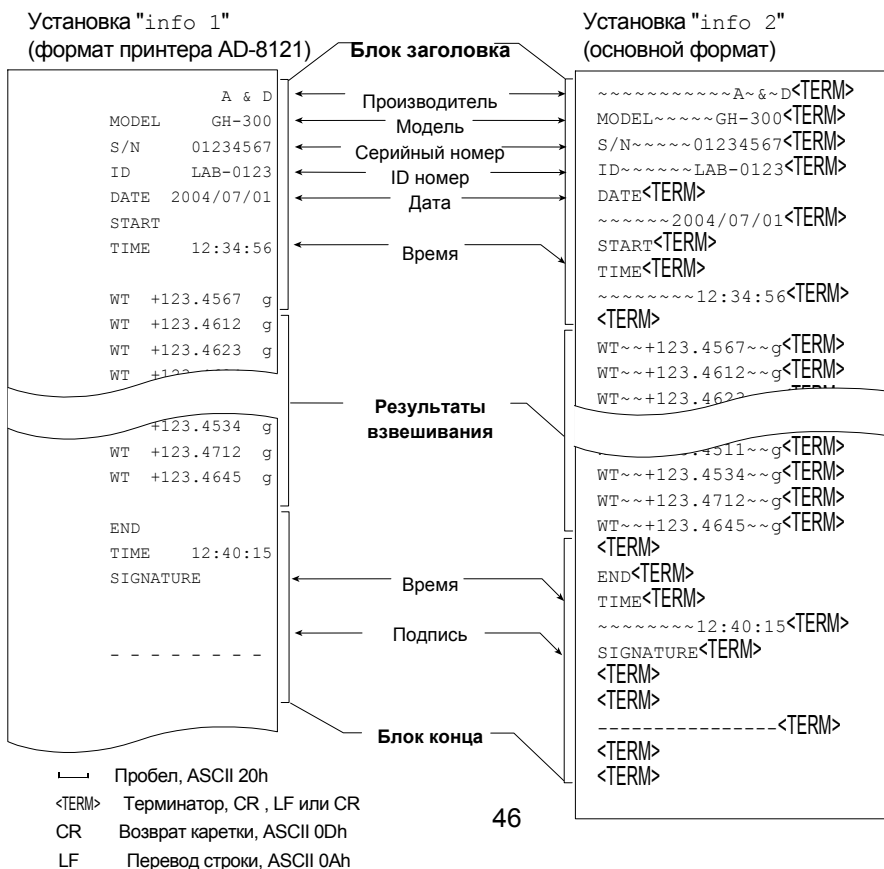 Установка "info 1"
(формат принтера AD-8121)
A & D
MODEL GH-300
S/N 01234567
ID LAB-0123
DATE 2004/07/01
START
TIME 12:34:56
WT +123.4567 g
WT +123.4612 g
WT +123.4623 g
WT
+123.4534 g
WT +123.4712 g
WT +123.4645 g
END
TIME 12:40:15
SIGNATURE
- - - - - - - -
Блок заголовка
Производитель
Модель
Серийный номер
ID номер
Дата
Время
Результаты
взвешивания
Время
Подпись
Блок конца
Установка "info 2"
(основной формат)
~~~~~~~~~~~A~&~D<TERM>
MODEL~~~~~GH-300<TERM>
S/N~~~~~01234567<TERM>
ID~~~~~~LAB-0123<TERM>
DATE<TERM>
~~~~~~2004/07/01<TERM>
START<TERM>
TIME<TERM>
~~~~~~~~12:34:56<TERM>
<TERM>
WT~~+123.4567~~g<TERM>
WT~~+123.4612~~g<TERM>
WT~~+123.4623
WT~~+123.4534~~g<TERM>
WT~~+123.4712~~g<TERM>
WT~~+123.4645~~g<TERM>
<TERM>
END<TERM>
TIME<TERM>
~~~~~~~~12:40:15<TERM>
SIGNATURE<TERM>
<TERM>
<TERM>
----------------<TERM>
<TERM>
<TERM>
Пробел, ASCII 20h
<TERM> Терминатор, CR , LF или CR
CR Возврат каретки, ASCII 0Dh
LF Перевод строки, ASCII 0Ah
46